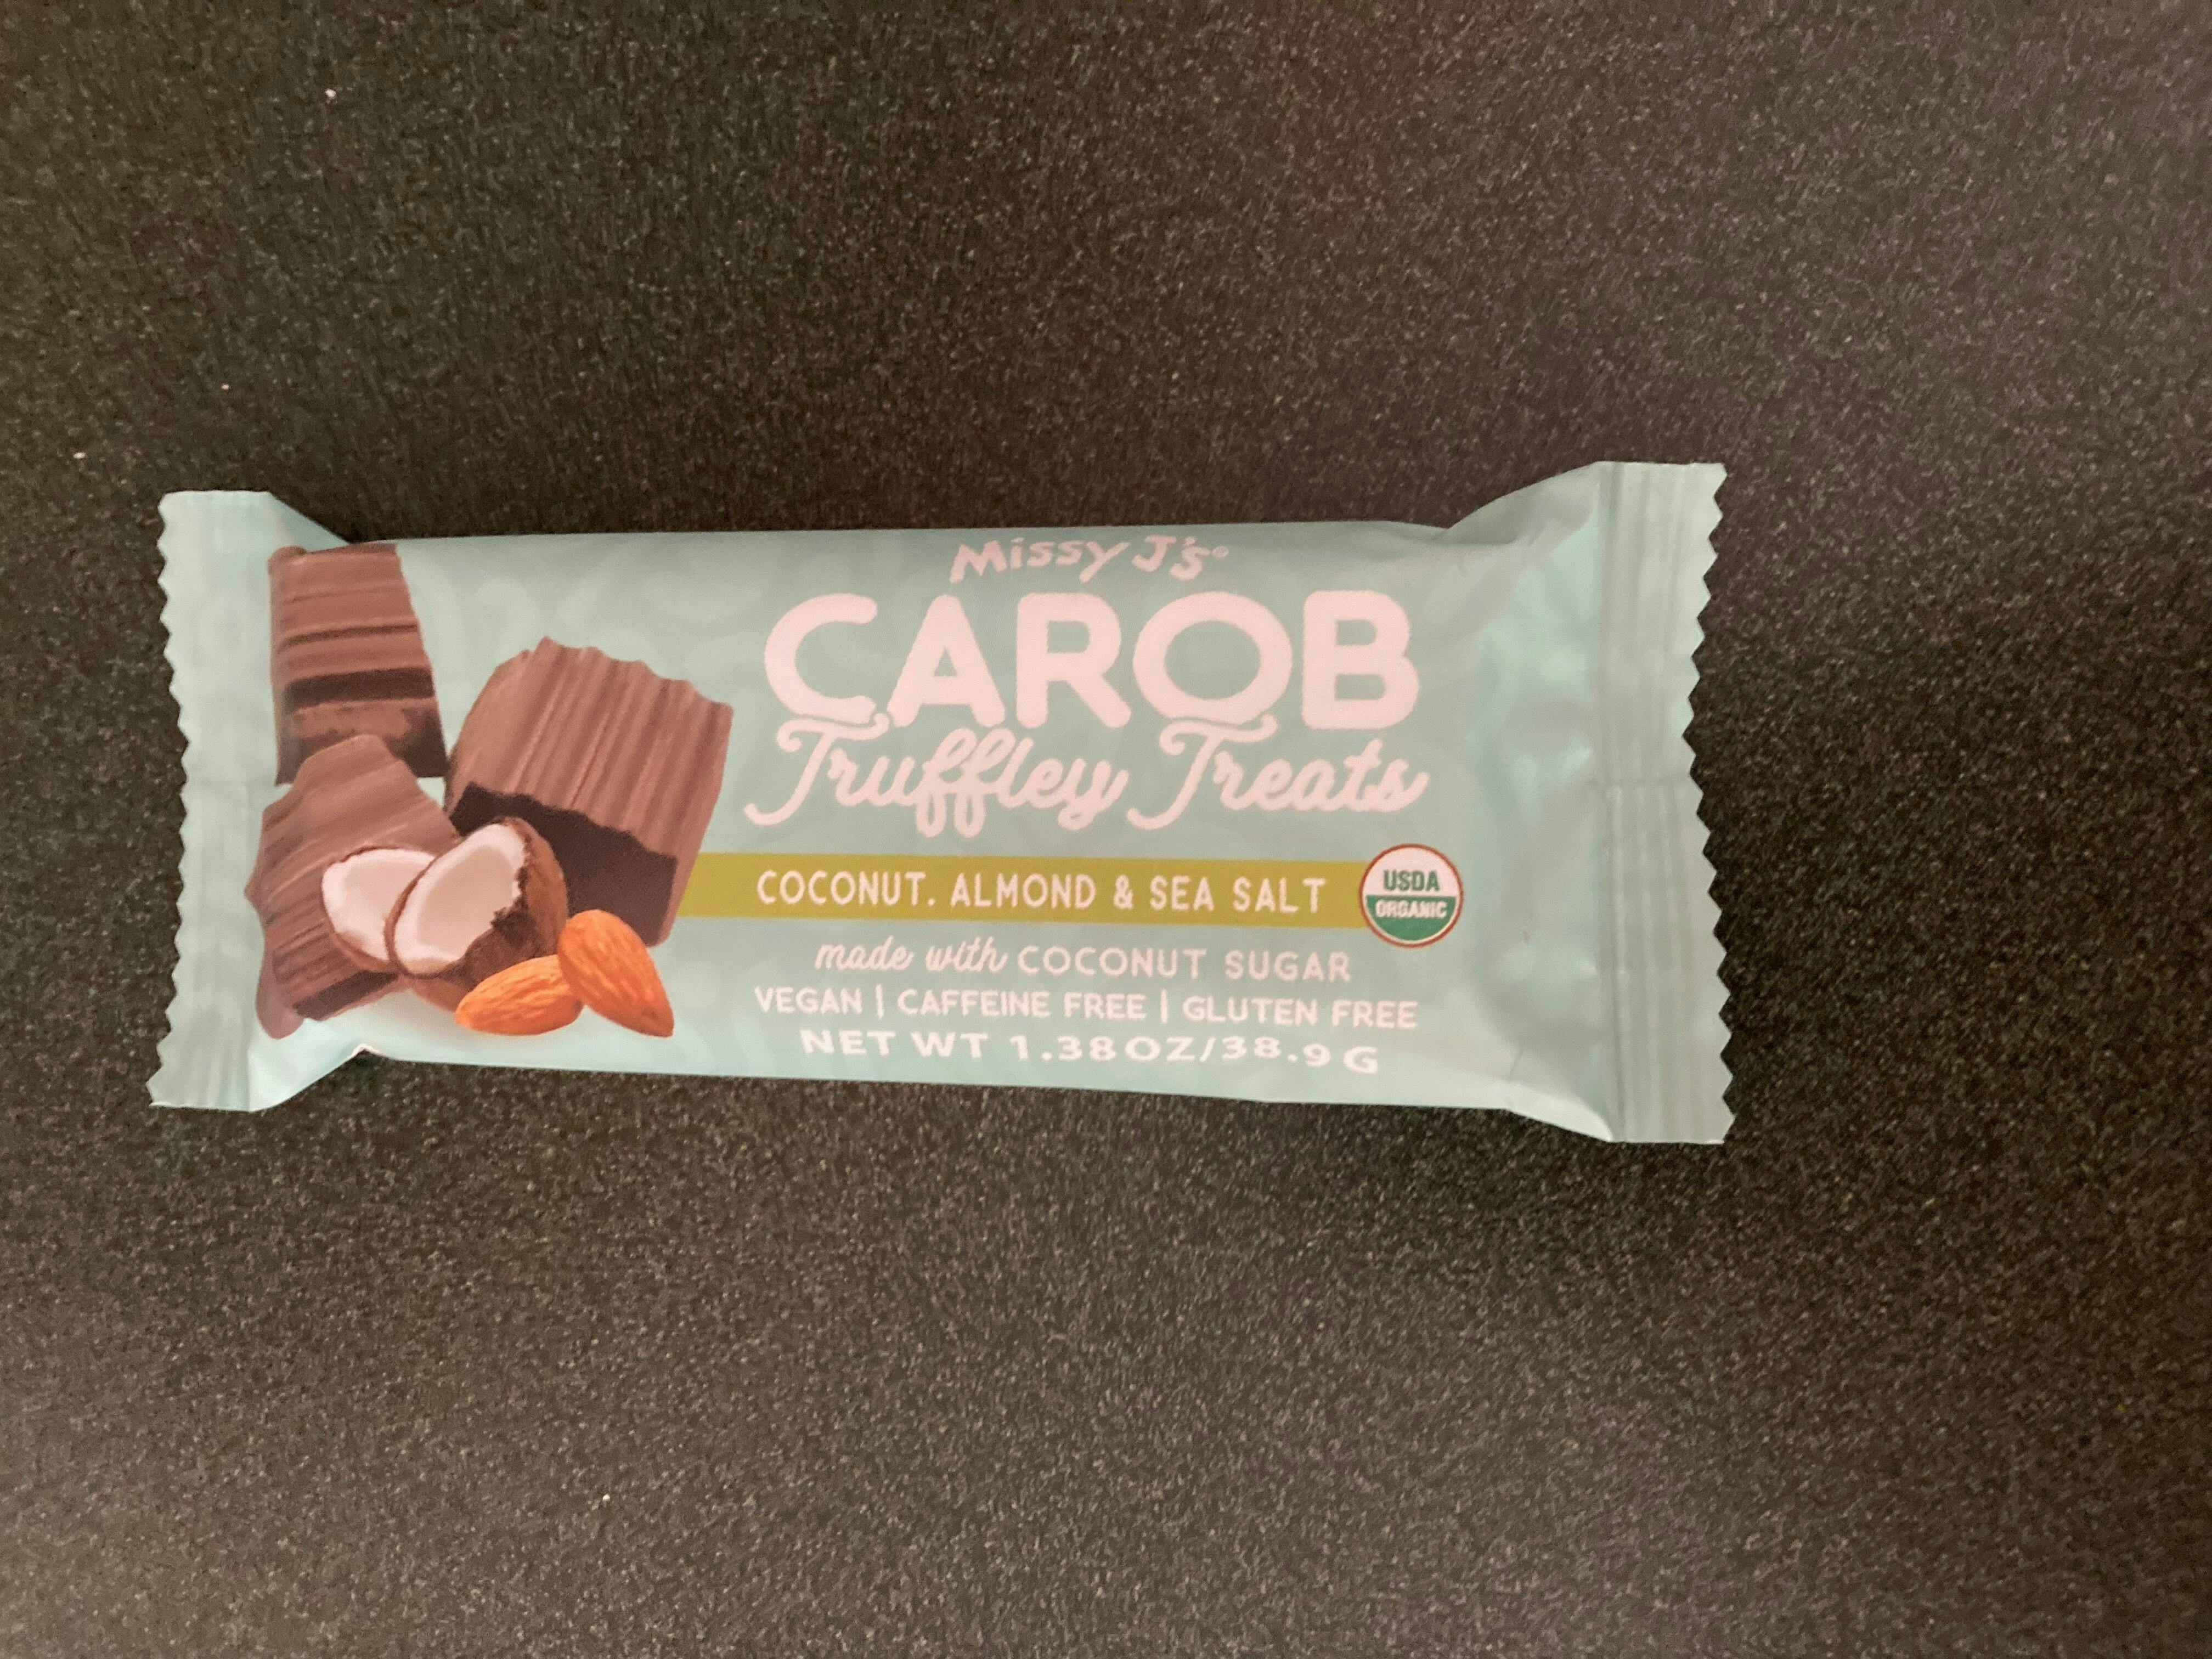 Missy J's®
CAROB
Truffley Treats
COCONUT, ALMOND & SEA SALT
USDA
ORGANIC
made with COCONUT SUGAR
VEGAN | CAFFEINE FREE | GLUTEN FREE
NET WT 1.38OZ/38.9G